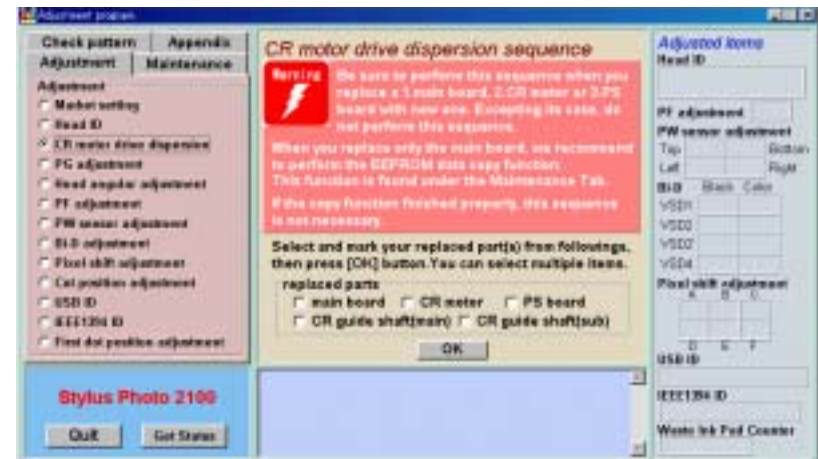 Adjustment program
Check pattern
Appendix
Adjustment
Maintenance
Adjustment
Market setting
Head ID
CR motor drive dispersion
PG adjustment
Head angular adjustment
PF adjustment
PW sensor adjustment
Bi-D adjustment
Pixel shift adjustment
Cut position adjustment
USB ID
IEEE1394 ID
First dot position adjustment
Stylus Photo 2100
Quit
Get Status
CR motor drive dispersion sequence
Warning
Be sure to perform this sequence when you
replace a 1.main board, 2.CR motor or 3.PS
board with new one. Excepting its case, do
not perform this sequence.
When you replace only the main board, we recommend
to perform the EEPROM data copy function.
This function is found under the Maintenance Tab.
If the copy function finished properly, this sequence
is not necessary.
Select and mark your replaced part(s) from followings,
then press [OK] button. You can select multiple items.
replaced parts
main board CR motor PS board
CR guide shaft(main) CR guide shaft(sub)
OK
Adjusted items
Head ID
PF adjustment
PW sensor adjustment
Top Bottom
Left Right
Bi-D Black Color
VSD1
VSD2
VSD3
VSD4
Pixel shift adjustment
A B C
D E F
USB ID
IEEE1394 ID
Waste Ink Pad Counter